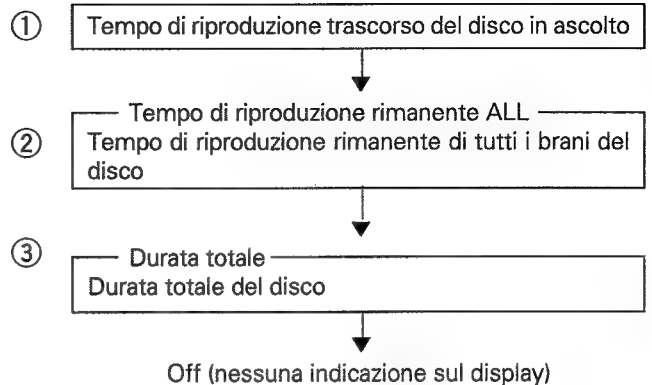 ① Tempo di riproduzione trascorso del disco in ascolto
Tempo di riproduzione rimanente ALL
② Tempo di riproduzione rimanente di tutti i brani del
disco
③ Durata totale
Durata totale del disco
Off (nessuna indicazione sul display)